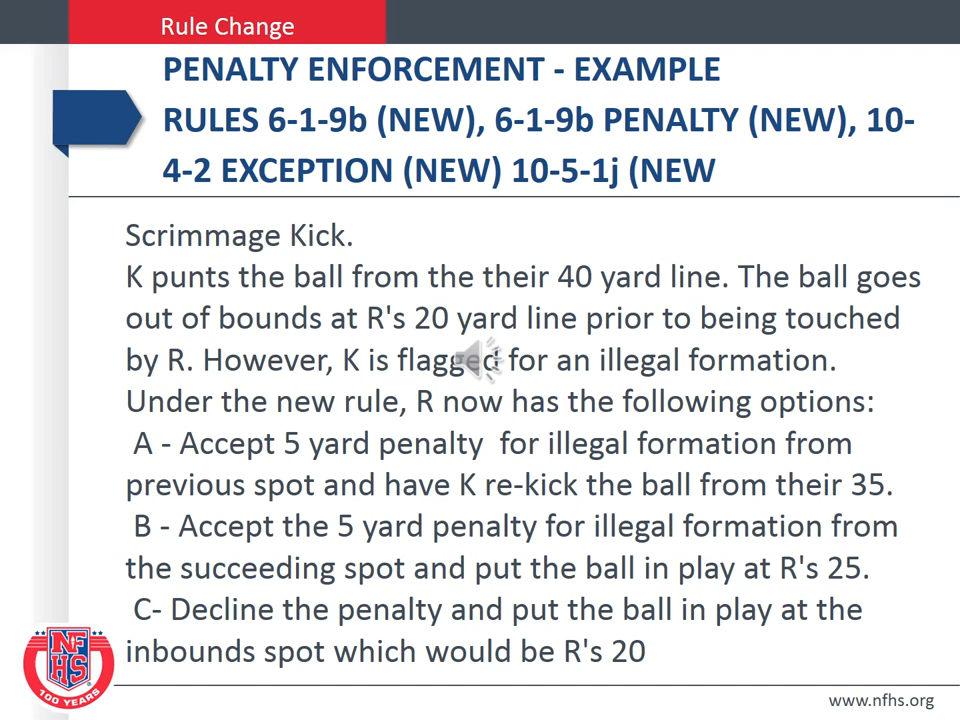 Rule Change
PENALTY ENFORCEMENT - EXAMPLE
RULES 6-1-9b (NEW), 6-1-9b PENALTY (NEW), 10-
4-2 EXCEPTION (NEW) 10-5-1j (NEW
Scrimmage Kick.
K punts the ball from the their 40 yard line. The ball goes
out of bounds at R's 20 yard line prior to being touched
by R. However, K is flagged for an illegal formation.
Under the new rule, R now has the following options:
A - Accept 5 yard penalty for illegal formation from
previous spot and have K re-kick the ball from their 35.
B - Accept the 5 yard penalty for illegal formation from
the succeeding spot and put the ball in play at R's 25.
C- Decline the penalty and put the ball in play at the
inbounds spot which would be R's 20
NF
HS
100 YEARS
www.nfhs.org